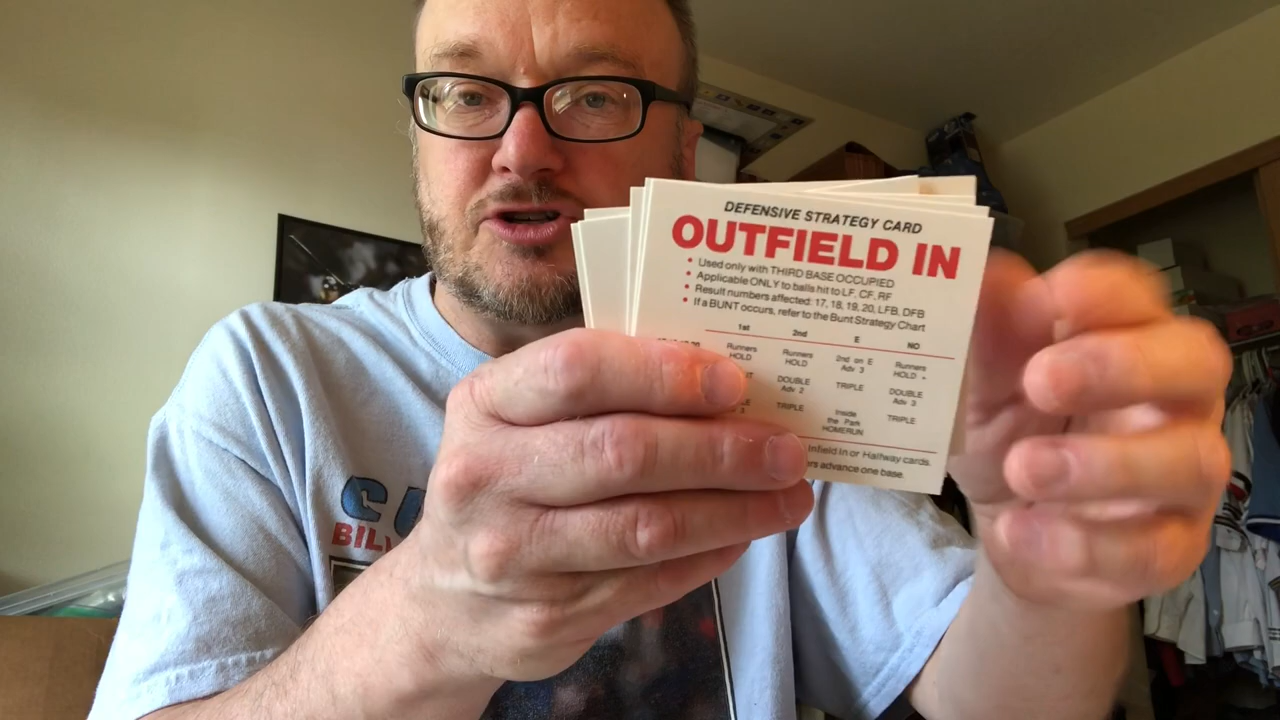 DEFENSIVE STRATEGY CARD
OUTFIELD IN
• Used only with THIRD BASE OCCUPIED
• Applicable ONLY to balls hit to LF, CF, RF
• Result numbers affected: 17, 18, 19, 20, LFB, DFB
• If a BUNT occurs, refer to the Bunt Strategy Chart
1st 2nd E NO
Runners Runners 2nd on E Runners
HOLD HOLD Adv 3 HOLD
DOUBLE TRIPLE DOUBLE
Adv 2 Adv 3
TRIPLE Inside TRIPLE
3 the Park
HOMERUN
Infield in or Halfway cards.
advance one base.
BILL